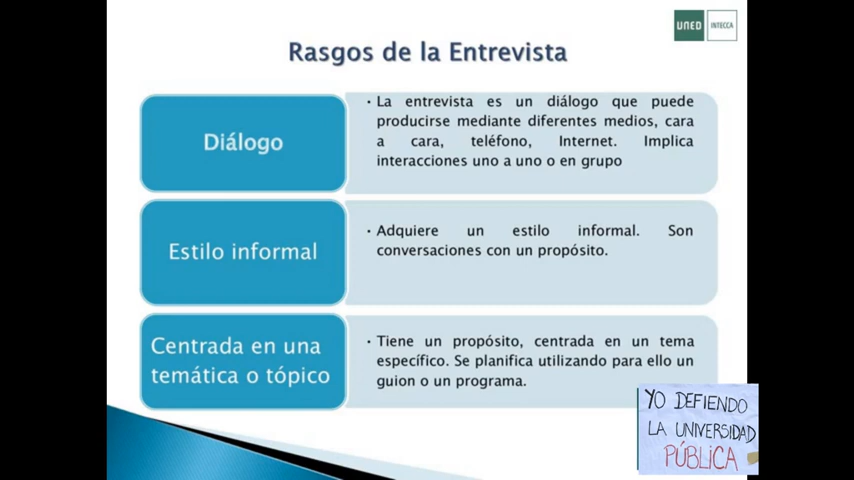 UNED INTECCA
Rasgos de la Entrevista
Diálogo
• La entrevista es un diálogo que puede
producirse mediante diferentes medios, cara
a cara, teléfono, Internet. Implica
interacciones uno a uno o en grupo
Estilo informal
• Adquiere un estilo informal. Son
conversaciones con un propósito.
Centrada en una
temática o tópico
• Tiene un propósito, centrada en un tema
específico. Se planifica utilizando para ello un
guion o un programa.
YO DEFIENDO
LA UNIVERSIDAD
PÚBLICA